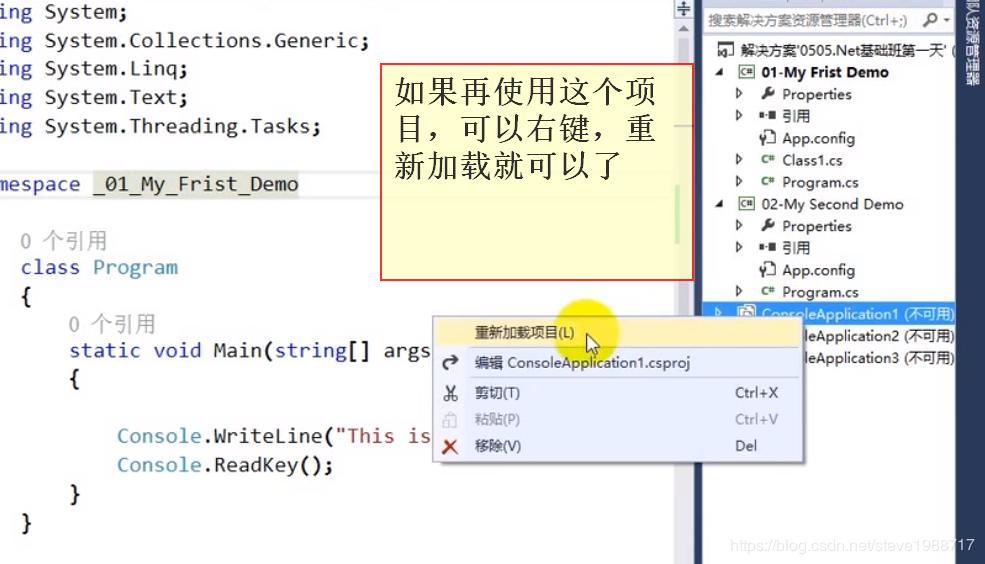 ing System;
ing System.Collections.Generic;
ing System.Linq;
ing System.Text;
ing System.Threading.Tasks;
mespace _01_My_Frist_Demo
0 个引用
class Program
{
0 个引用
static void Main(string[] args
{
Console.WriteLine("This is
Console.ReadKey();
}
}
如果再使用这个项
目，可以右键，重
新加载就可以了
重新加载项目(L)
编辑 ConsoleApplication1.csproj
剪切(T) Ctrl+X
粘贴(P) Ctrl+V
移除(V) Del
搜索解决方案资源管理器(Ctrl+;)
解决方案'0505.Net基础班第一天' (
01-My Frist Demo
Properties
引用
App.config
Class1.cs
Program.cs
02-My Second Demo
Properties
引用
App.config
Program.cs
ConsoleApplication1 (不可用)
leApplication2 (不可用)
leApplication3 (不可用)
队资源管理器
https://blog.csdn.net/steve1988717